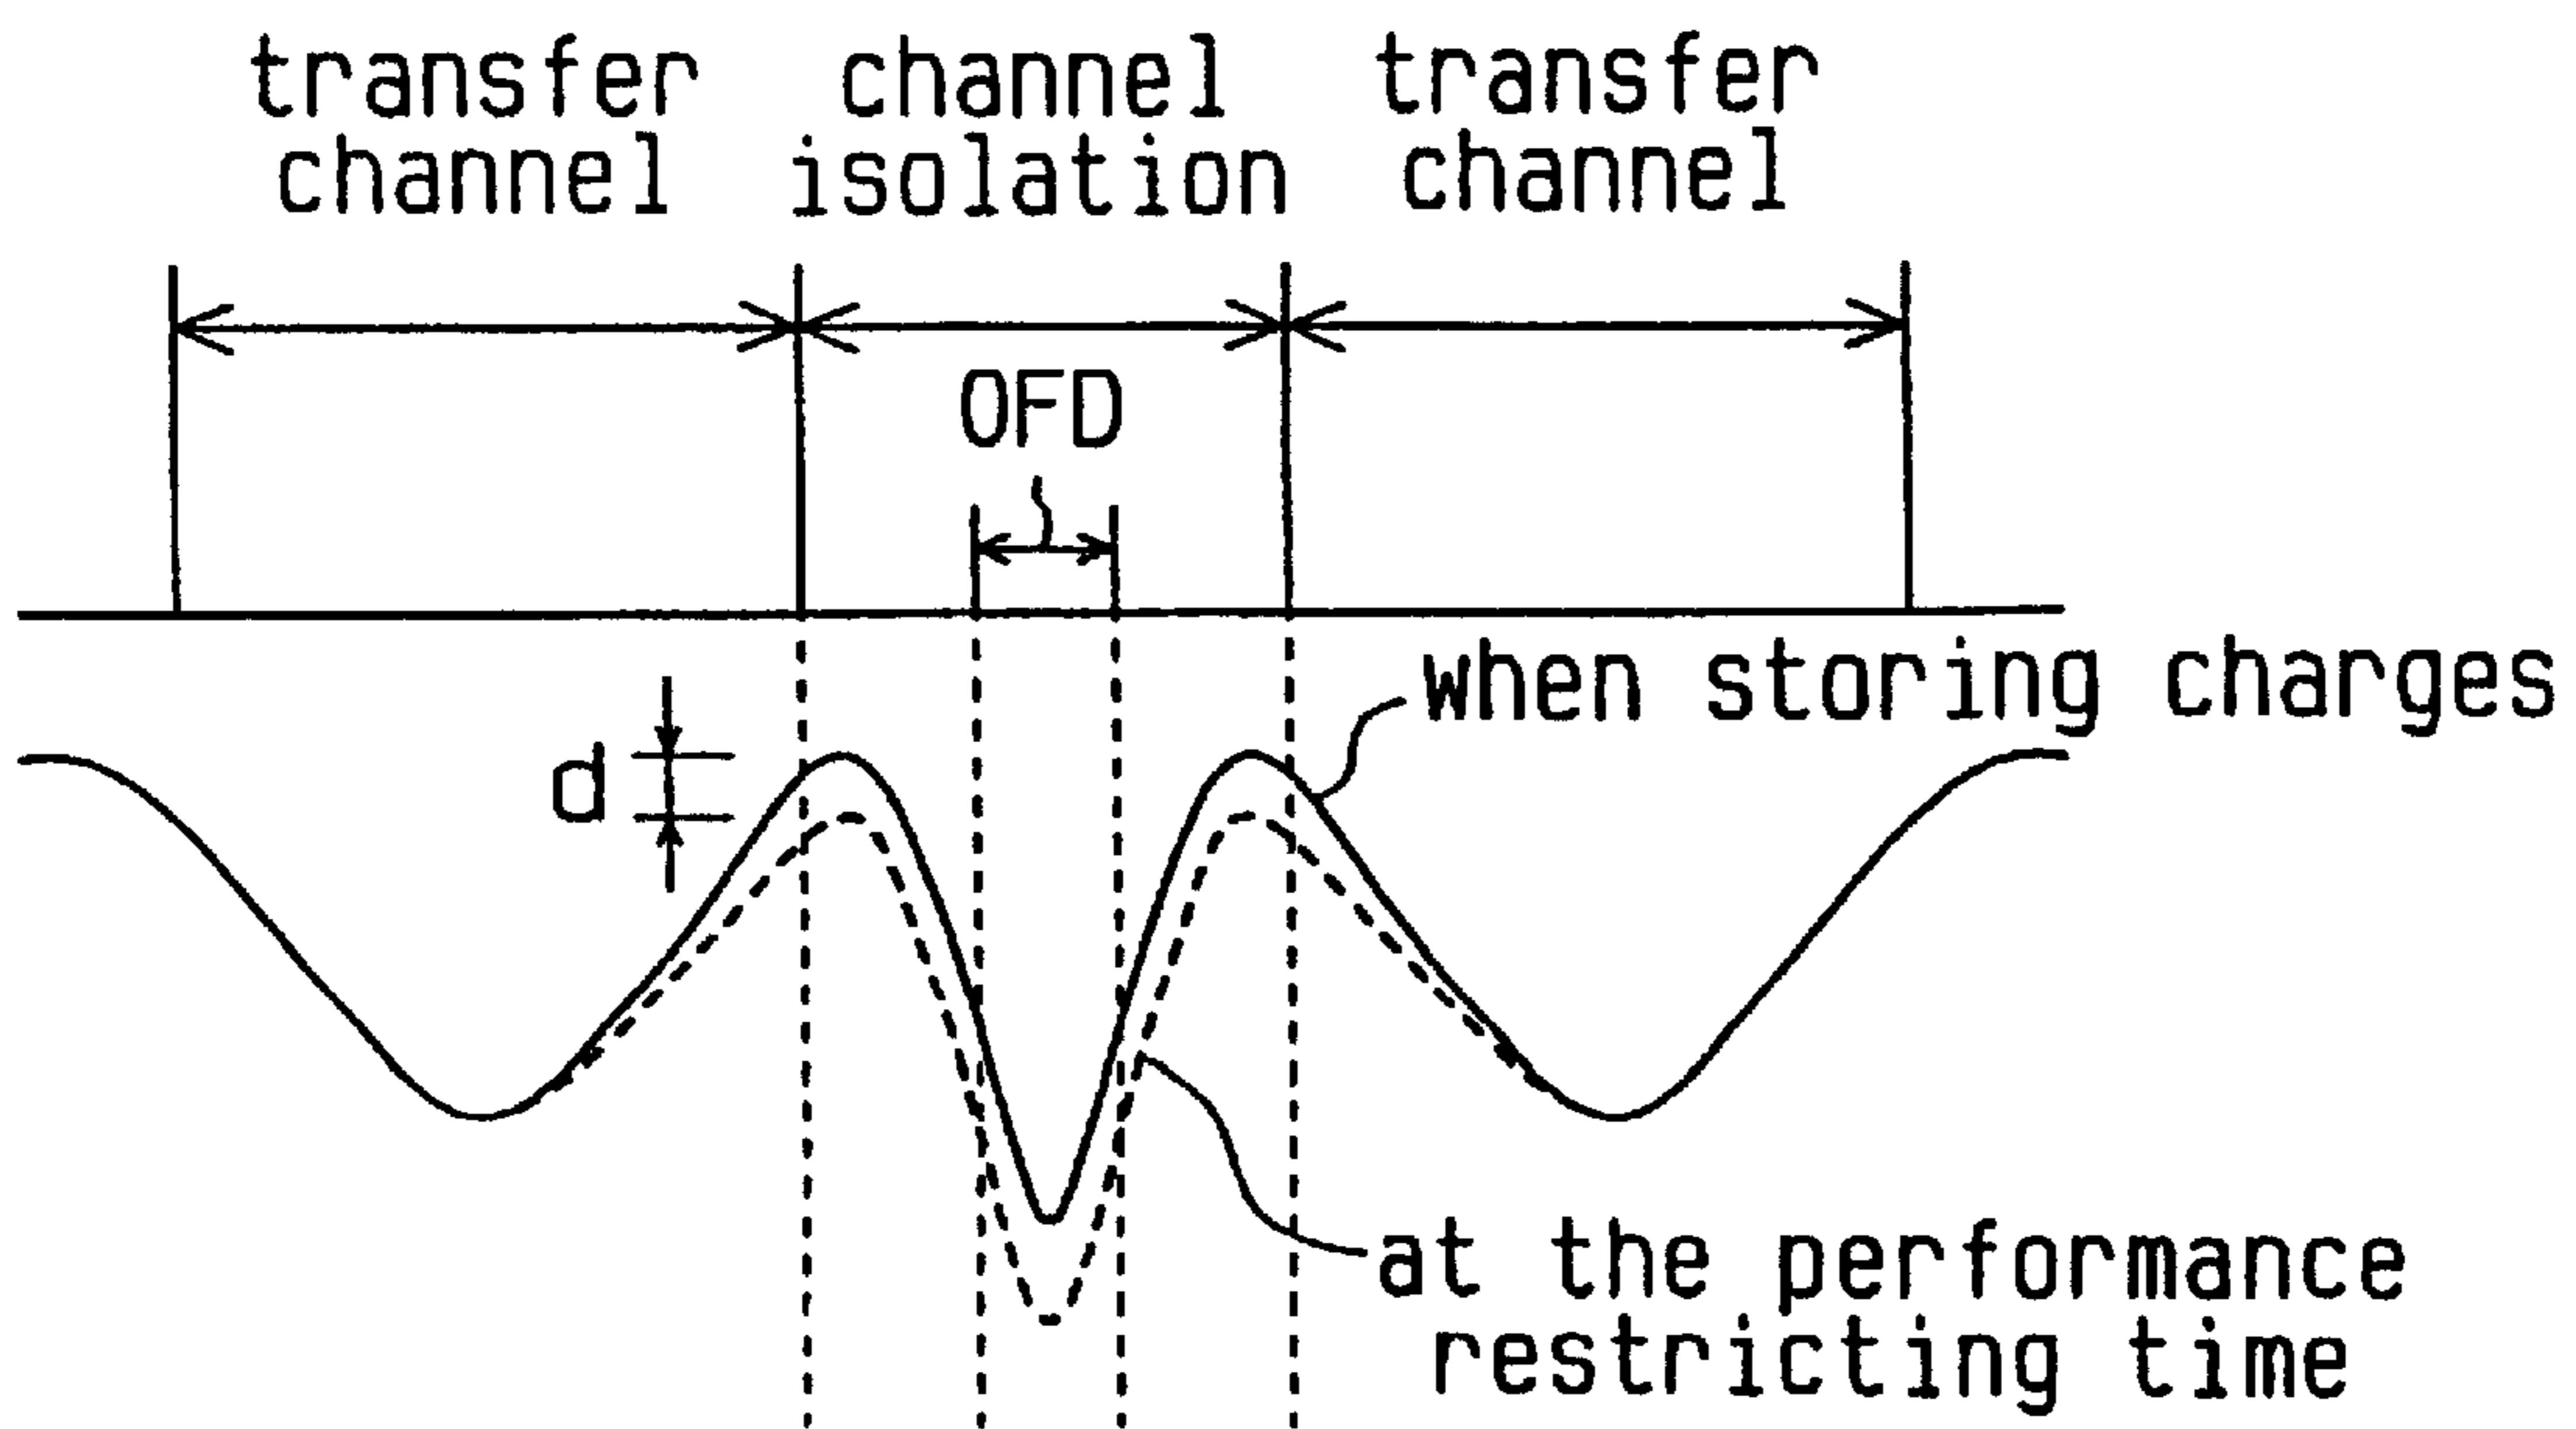 transfer
channel
channel
isolation
transfer
channel
OFD
when storing charges
d
at the performance
restricting time